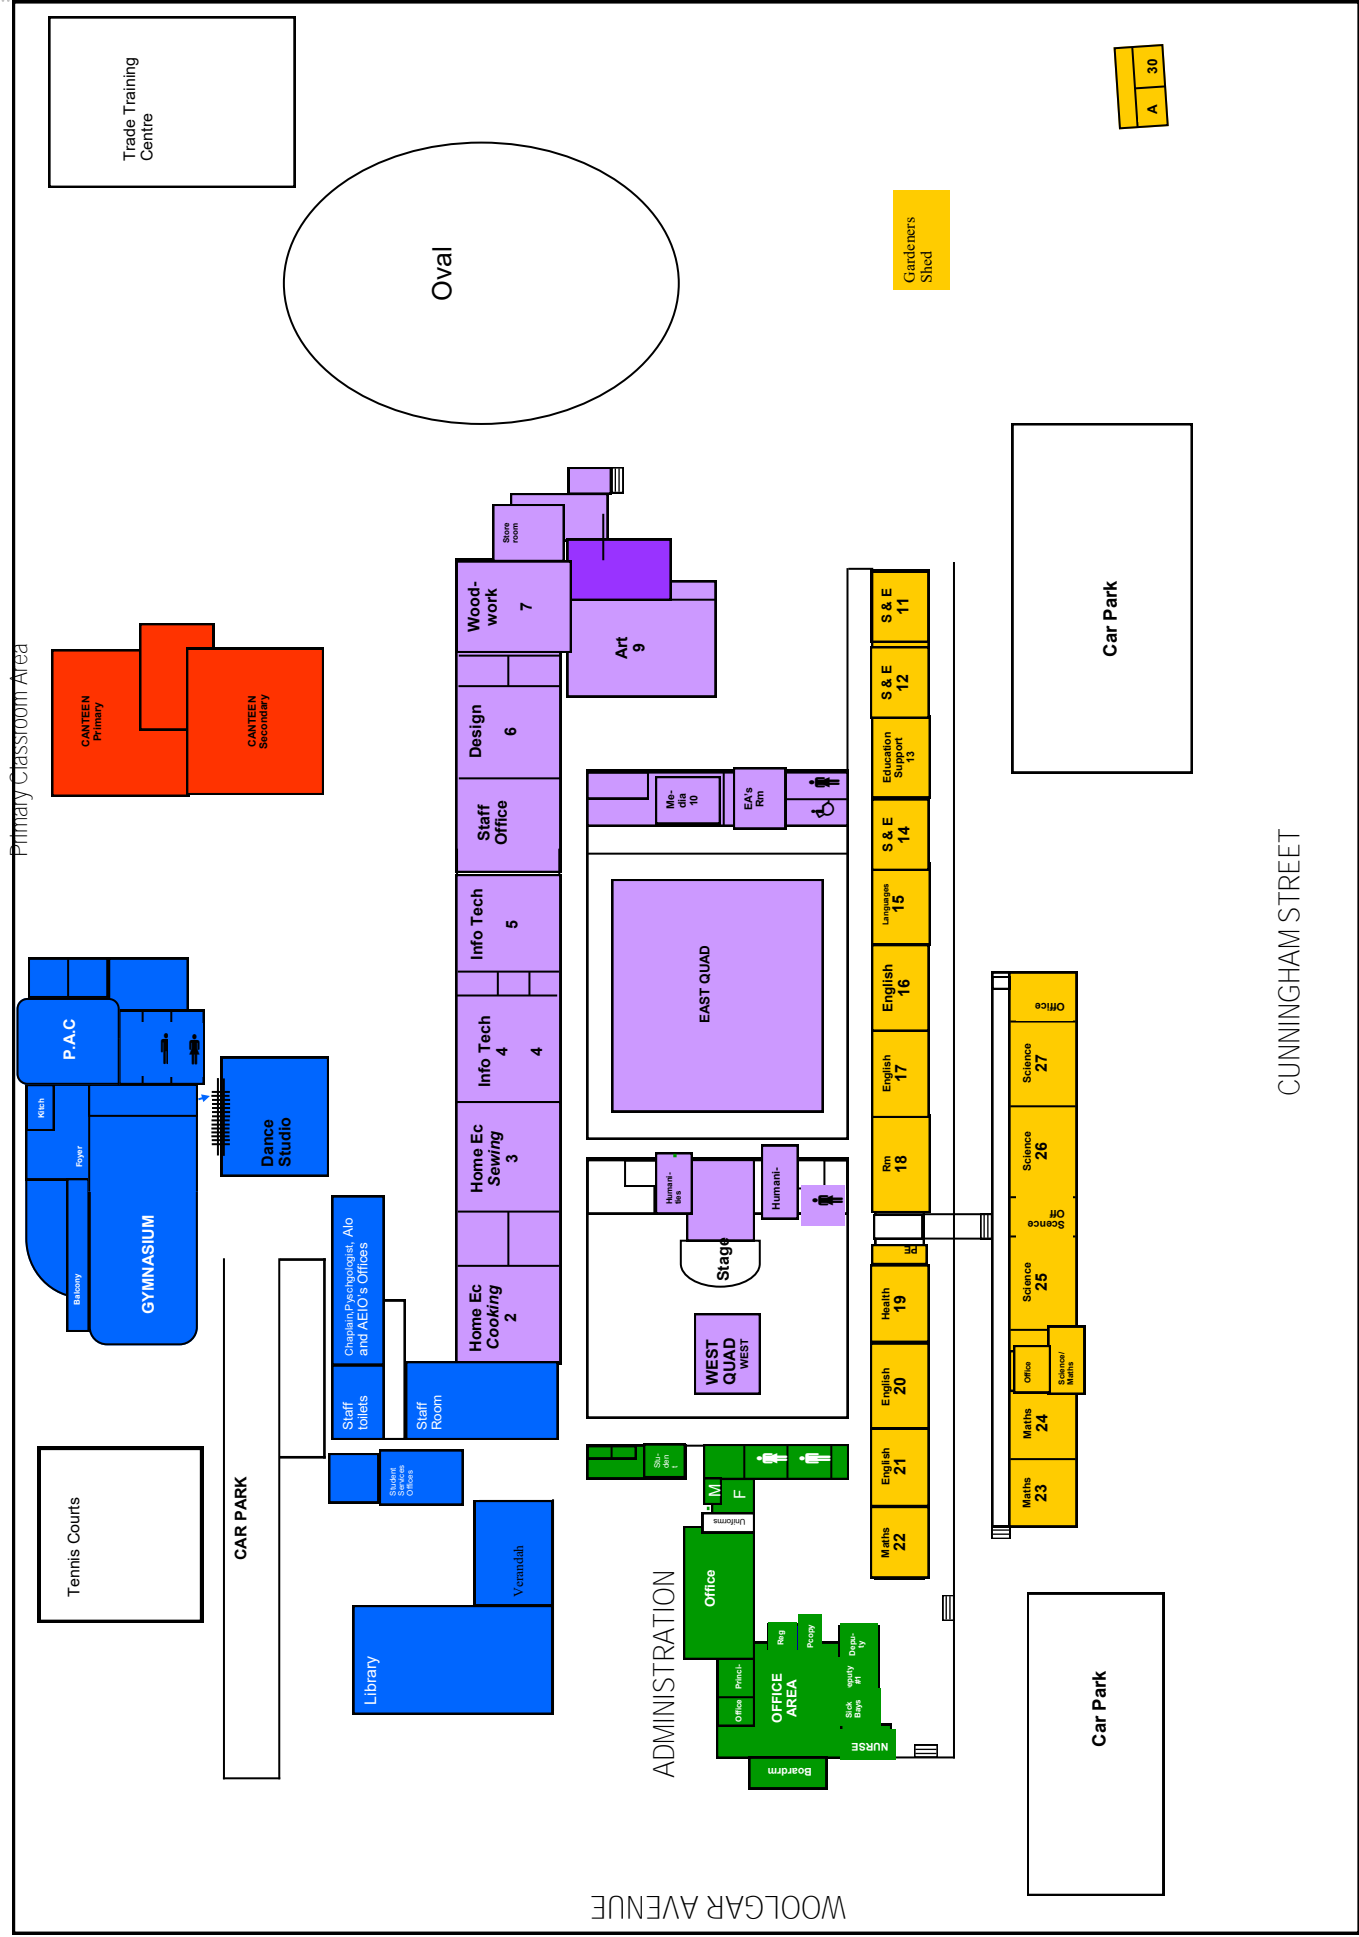 Trade Training
Centre
Oval
A
30
Gardeners
Shed
Primary Classroom Area
CANTEEN
Primary
CANTEEN
Secondary
Store
room
Wood-
work
7
Art
9
Design
6
Staff
Office
Info Tech
5
Info Tech
4
4
Home Ec
Sewing
3
Home Ec
Cooking
2
Me-
dia
10
EA's
Rm
EAST QUAD
Humani-
ties
Humani-
Stage
WEST
QUAD
WEST
S & E
11
S & E
12
Education
Support
13
S & E
14
Languages
15
English
16
English
17
Rm
18
PE
Health
19
English
20
English
21
Maths
22
Car Park
CUNNINGHAM STREET
Office
Science
27
Science
26
Scence
Off
Science
25
Office
Science/
Maths
Maths
24
Maths
23
Car Park
P.A.C
Kitch
Foyer
Balcony
GYMNASIUM
Dance
Studio
Chaplain,Pyschgologist, Alo
and AEIO's Offices
Staff
toilets
Staff
Room
Student
Services
Offices
Verandah
Library
Tennis Courts
CAR PARK
ADMINISTRATION
Stu-
den
t
M
F
Uniforms
Office
Reg
Pcopy
Depu-
ty
eputy
#1
Sick
Bays
NURSE
Princi-
Office
OFFICE
AREA
Boardrm
WOOLGAR AVENUE